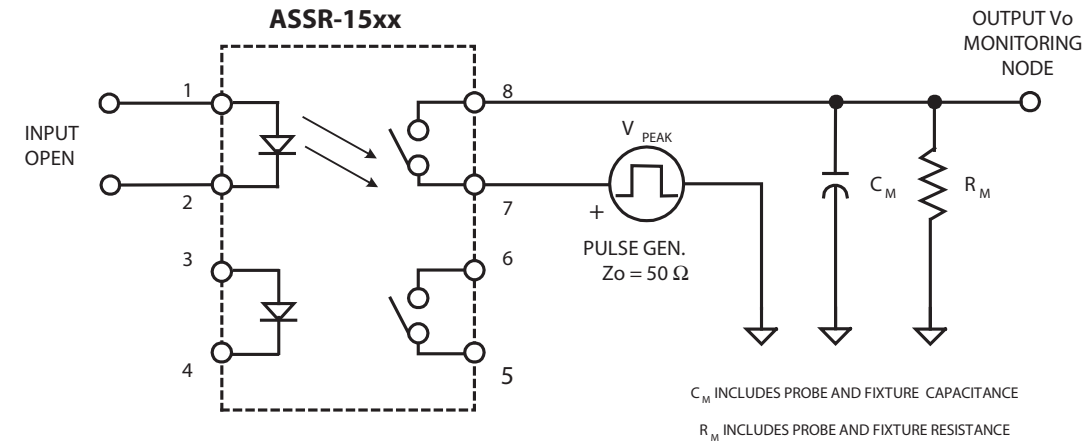 ASSR-15xx
OUTPUT Vo
MONITORING
NODE
1
8
INPUT
OPEN
V PEAK
2
7
+
C M
R M
PULSE GEN.
Zo = 50 Ω
3
6
4
5
C M INCLUDES PROBE AND FIXTURE CAPACITANCE
R M INCLUDES PROBE AND FIXTURE RESISTANCE